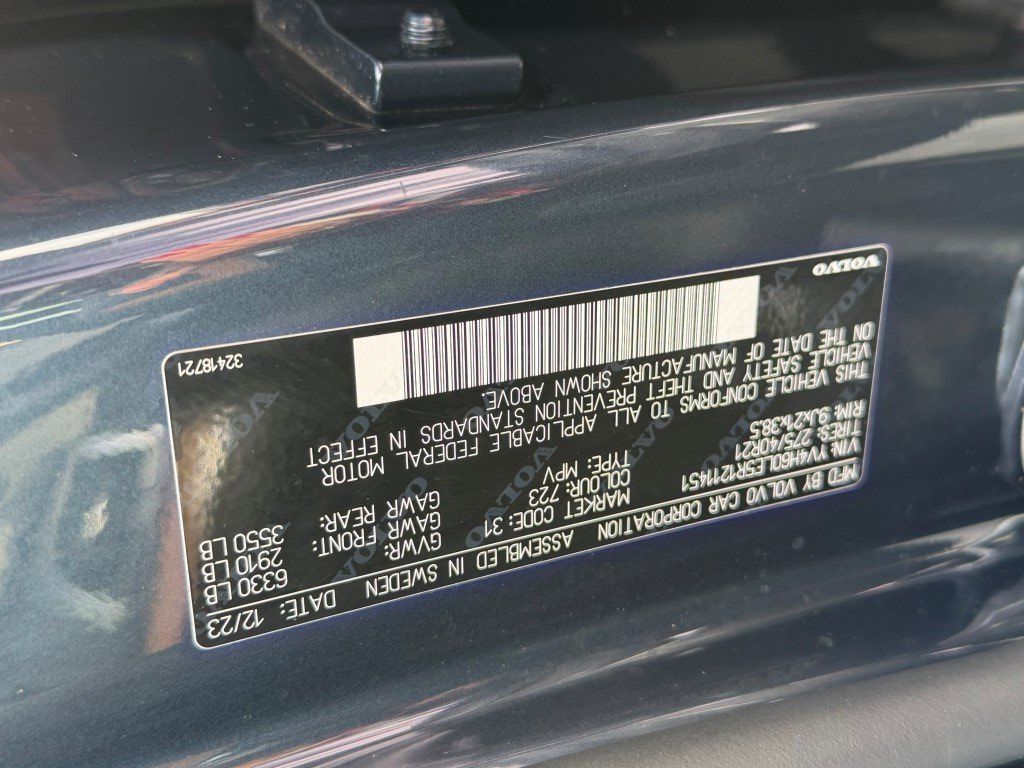 MFD BY VOLVO CAR CORPORATION ASSEMBLED IN SWEDEN DATE: 12/23
VIN: YV4H60LE5R1211451 MARKET CODE: 31 GVWR: 6330 LB
TIRES: 275/40R21 COLOUR: 723 GAWR FRONT: 2910 LB
RIM: 9Jx21x38.5 TYPE: MPV GAWR REAR: 3550 LB
THIS VEHICLE CONFORMS TO ALL APPLICABLE FEDERAL MOTOR
VEHICLE SAFETY AND THEFT PREVENTION STANDARDS IN EFFECT
ON THE DATE OF MANUFACTURE SHOWN ABOVE.
VOLVO 32418721